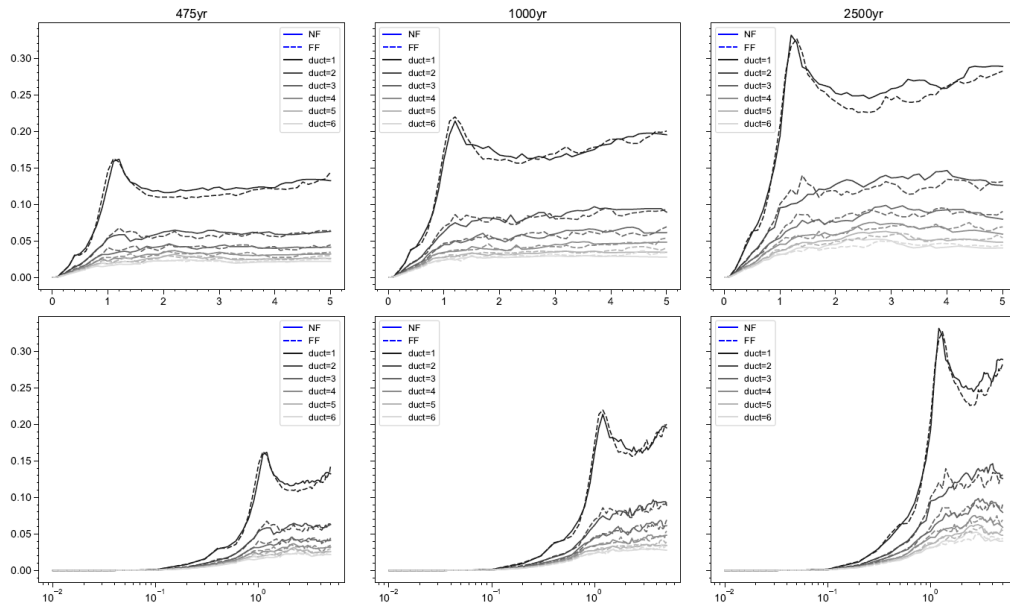 475yr
1000yr
2500yr
0.30
0.25
0.20
0.15
0.10
0.05
0.00
NF
FF
duct=1
duct=2
duct=3
duct=4
duct=5
duct=6
0 1 2 3 4 5
NF
FF
duct=1
duct=2
duct=3
duct=4
duct=5
duct=6
0 1 2 3 4 5
NF
FF
duct=1
duct=2
duct=3
duct=4
duct=5
duct=6
0 1 2 3 4 5
0.30
0.25
0.20
0.15
0.10
0.05
0.00
NF
FF
duct=1
duct=2
duct=3
duct=4
duct=5
duct=6
10⁻² 10⁻¹ 10⁰
NF
FF
duct=1
duct=2
duct=3
duct=4
duct=5
duct=6
10⁻² 10⁻¹ 10⁰
NF
FF
duct=1
duct=2
duct=3
duct=4
duct=5
duct=6
10⁻² 10⁻¹ 10⁰